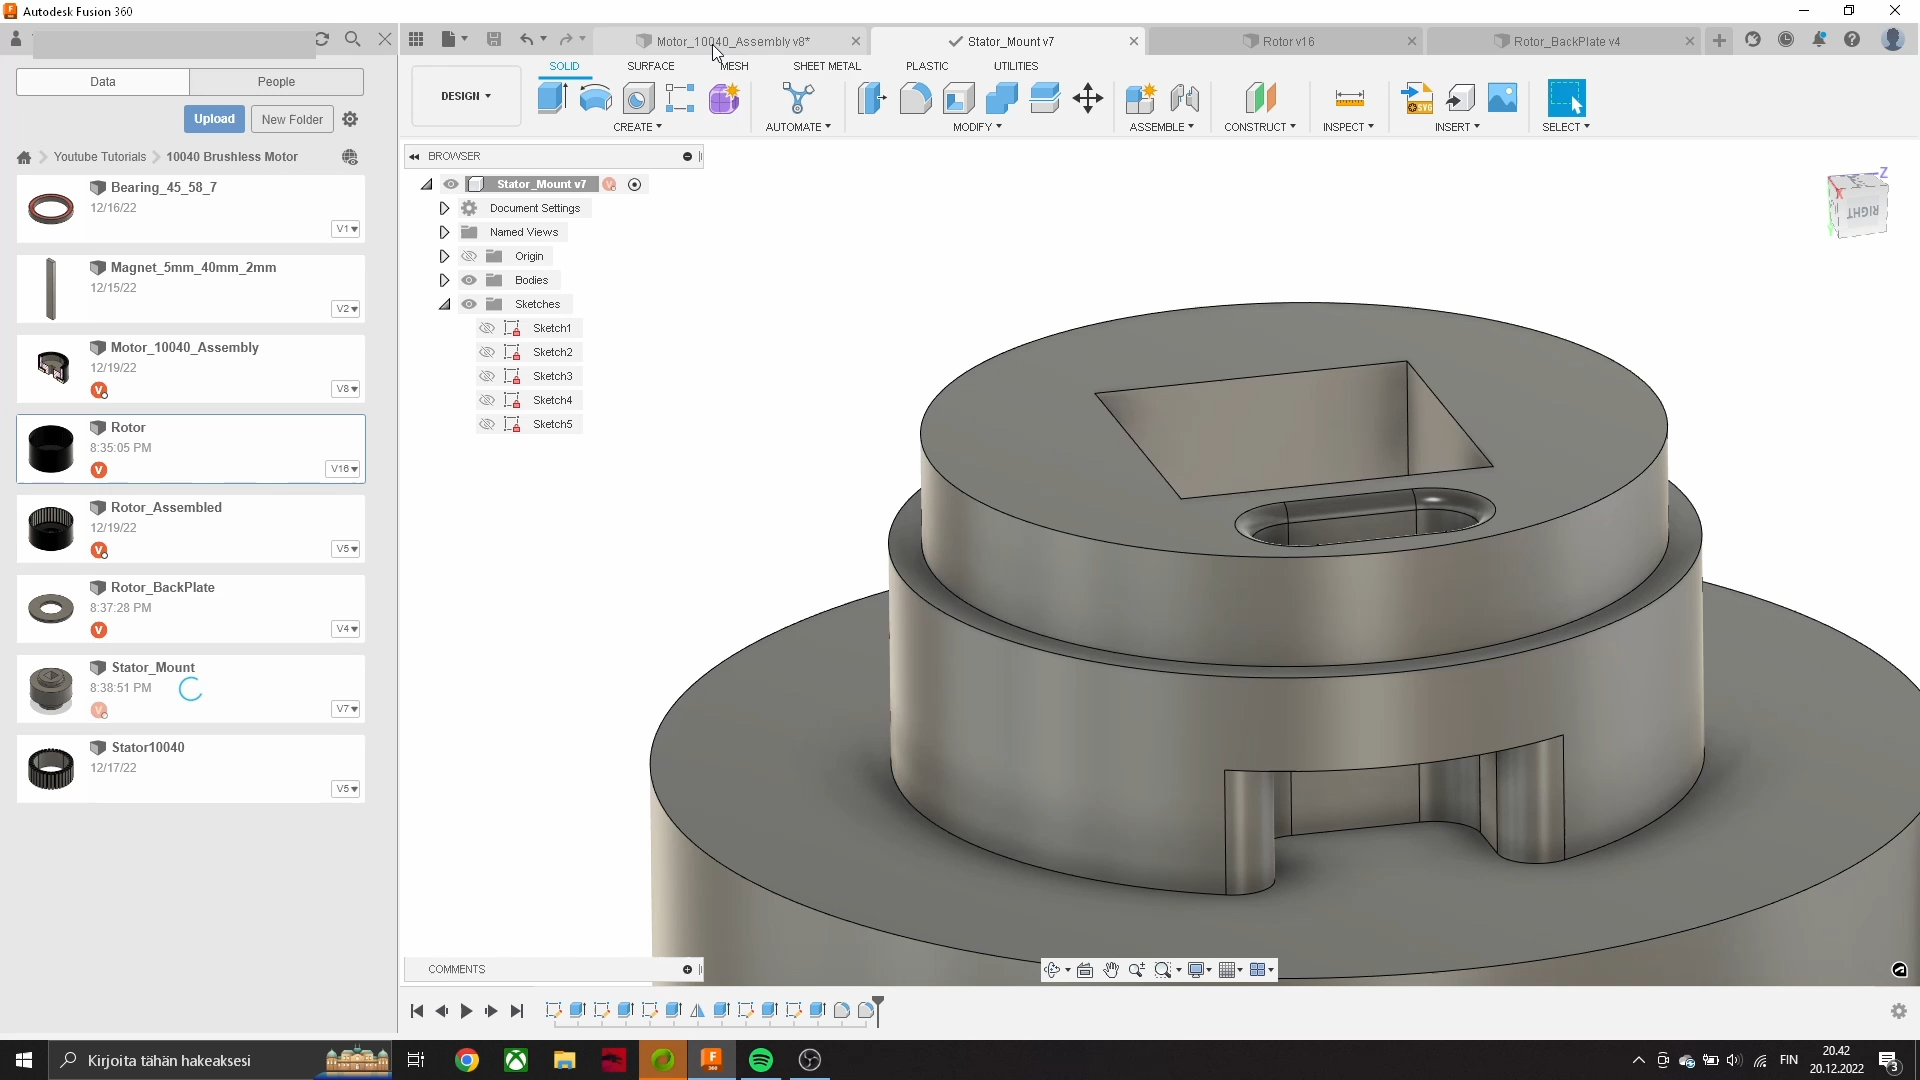 Autodesk Fusion 360
Motor_10040_Assembly v8*
Stator_Mount v7
Rotor v16
Rotor_BackPlate v4
SOLID
SURFACE
MESH
SHEET METAL
PLASTIC
UTILITIES
Data
People
DESIGN
Upload
New Folder
CREATE
AUTOMATE
MODIFY
ASSEMBLE
CONSTRUCT
INSPECT
INSERT
SELECT
Youtube Tutorials
10040 Brushless Motor
BROWSER
Stator_Mount v7
Document Settings
Named Views
Origin
Bodies
Sketches
Sketch1
Sketch2
Sketch3
Sketch4
Sketch5
Bearing_45_58_7
12/16/22
V1
Magnet_5mm_40mm_2mm
12/15/22
V2
Motor_10040_Assembly
12/19/22
V
V8
Rotor
8:35:05 PM
V
V16
Rotor_Assembled
12/19/22
V
V5
Rotor_BackPlate
8:37:28 PM
V
V4
Stator_Mount
8:38:51 PM
V
V7
Stator10040
12/17/22
V5
Z
X
RIGHT
COMMENTS
Kirjoita tähän hakeaksesi
FIN
20.42
20.12.2022
3